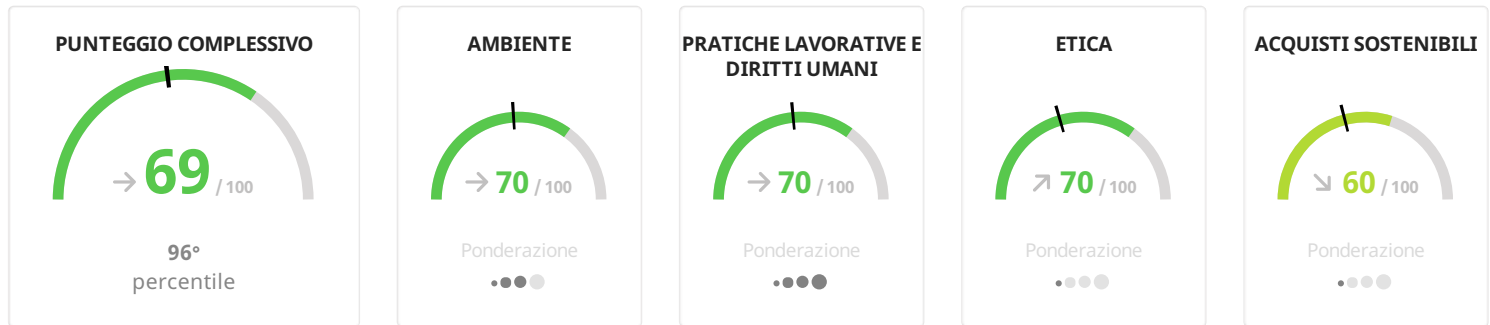 PUNTEGGIO COMPLESSIVO
69 / 100
96°
percentile
AMBIENTE
70 / 100
Ponderazione
PRATICHE LAVORATIVE E
DIRITTI UMANI
70 / 100
Ponderazione
ETICA
70 / 100
Ponderazione
ACQUISTI SOSTENIBILI
60 / 100
Ponderazione